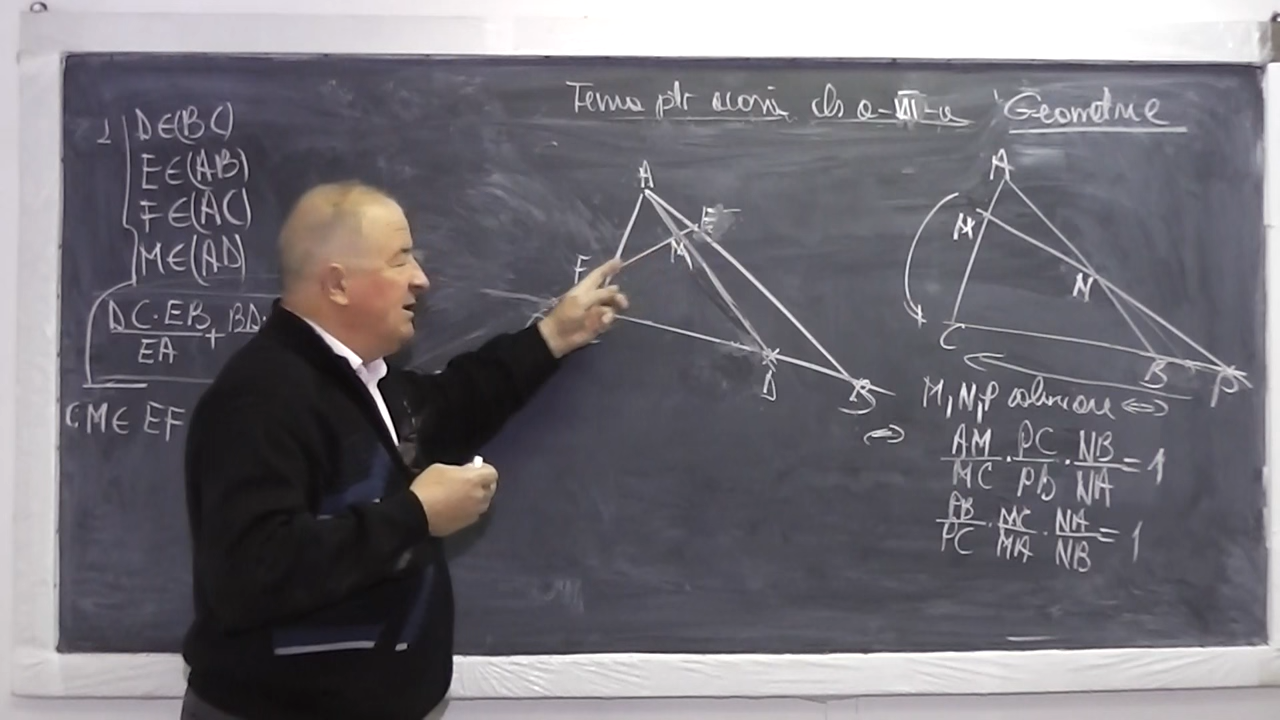 Tema ptr acasă cls a-VII-a Geometrie
1 D∈(BC)
E∈(AB)
F∈(AC)
M∈(AD)
DC·EB/EA + BD·
M∈EF
A
E
M
F
D
B
A
M
N
C
B
P
M,N,P coliniare ⇔
⇔
AM/MC · PC/PB · NB/NA = 1
PB/PC · MC/MA · NA/NB = 1